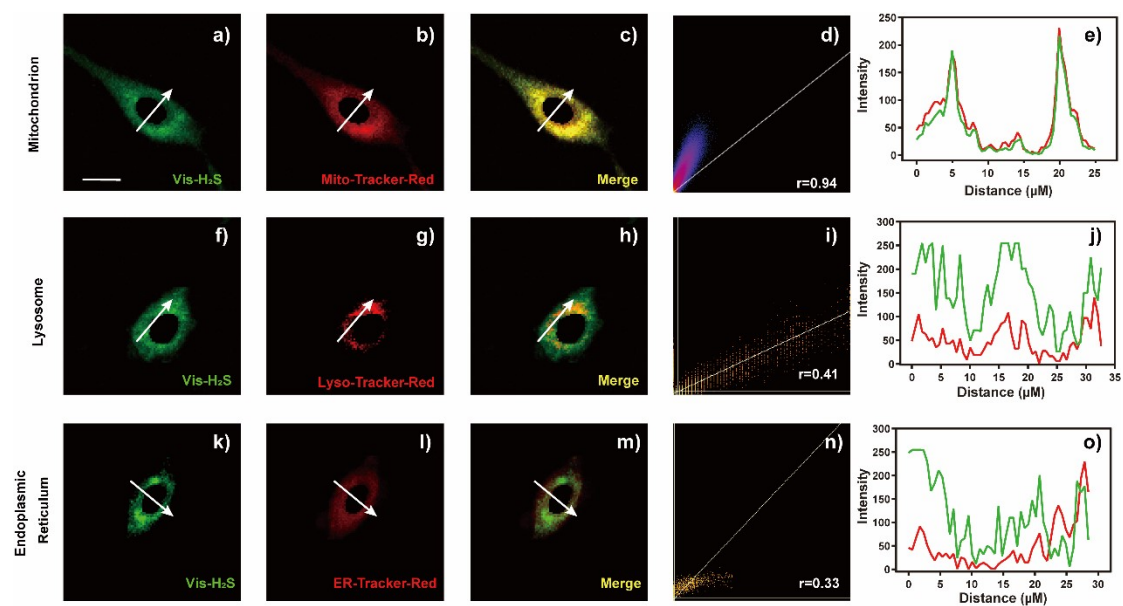 Mitochondrion
a)
Vis-H₂S
b)
Mito-Tracker-Red
c)
Merge
d)
r=0.94
e)
Intensity
250
200
150
100
50
0
0 5 10 15 20 25
Distance (µM)
Lysosome
f)
Vis-H₂S
g)
Lyso-Tracker-Red
h)
Merge
i)
r=0.41
j)
Intensity
300
250
200
150
100
50
0
0 5 10 15 20 25 30 35
Distance (µM)
Endoplasmic
Reticulum
k)
Vis-H₂S
l)
ER-Tracker-Red
m)
Merge
n)
r=0.33
o)
Intensity
300
250
200
150
100
50
0
0 5 10 15 20 25 30
Distance (µM)